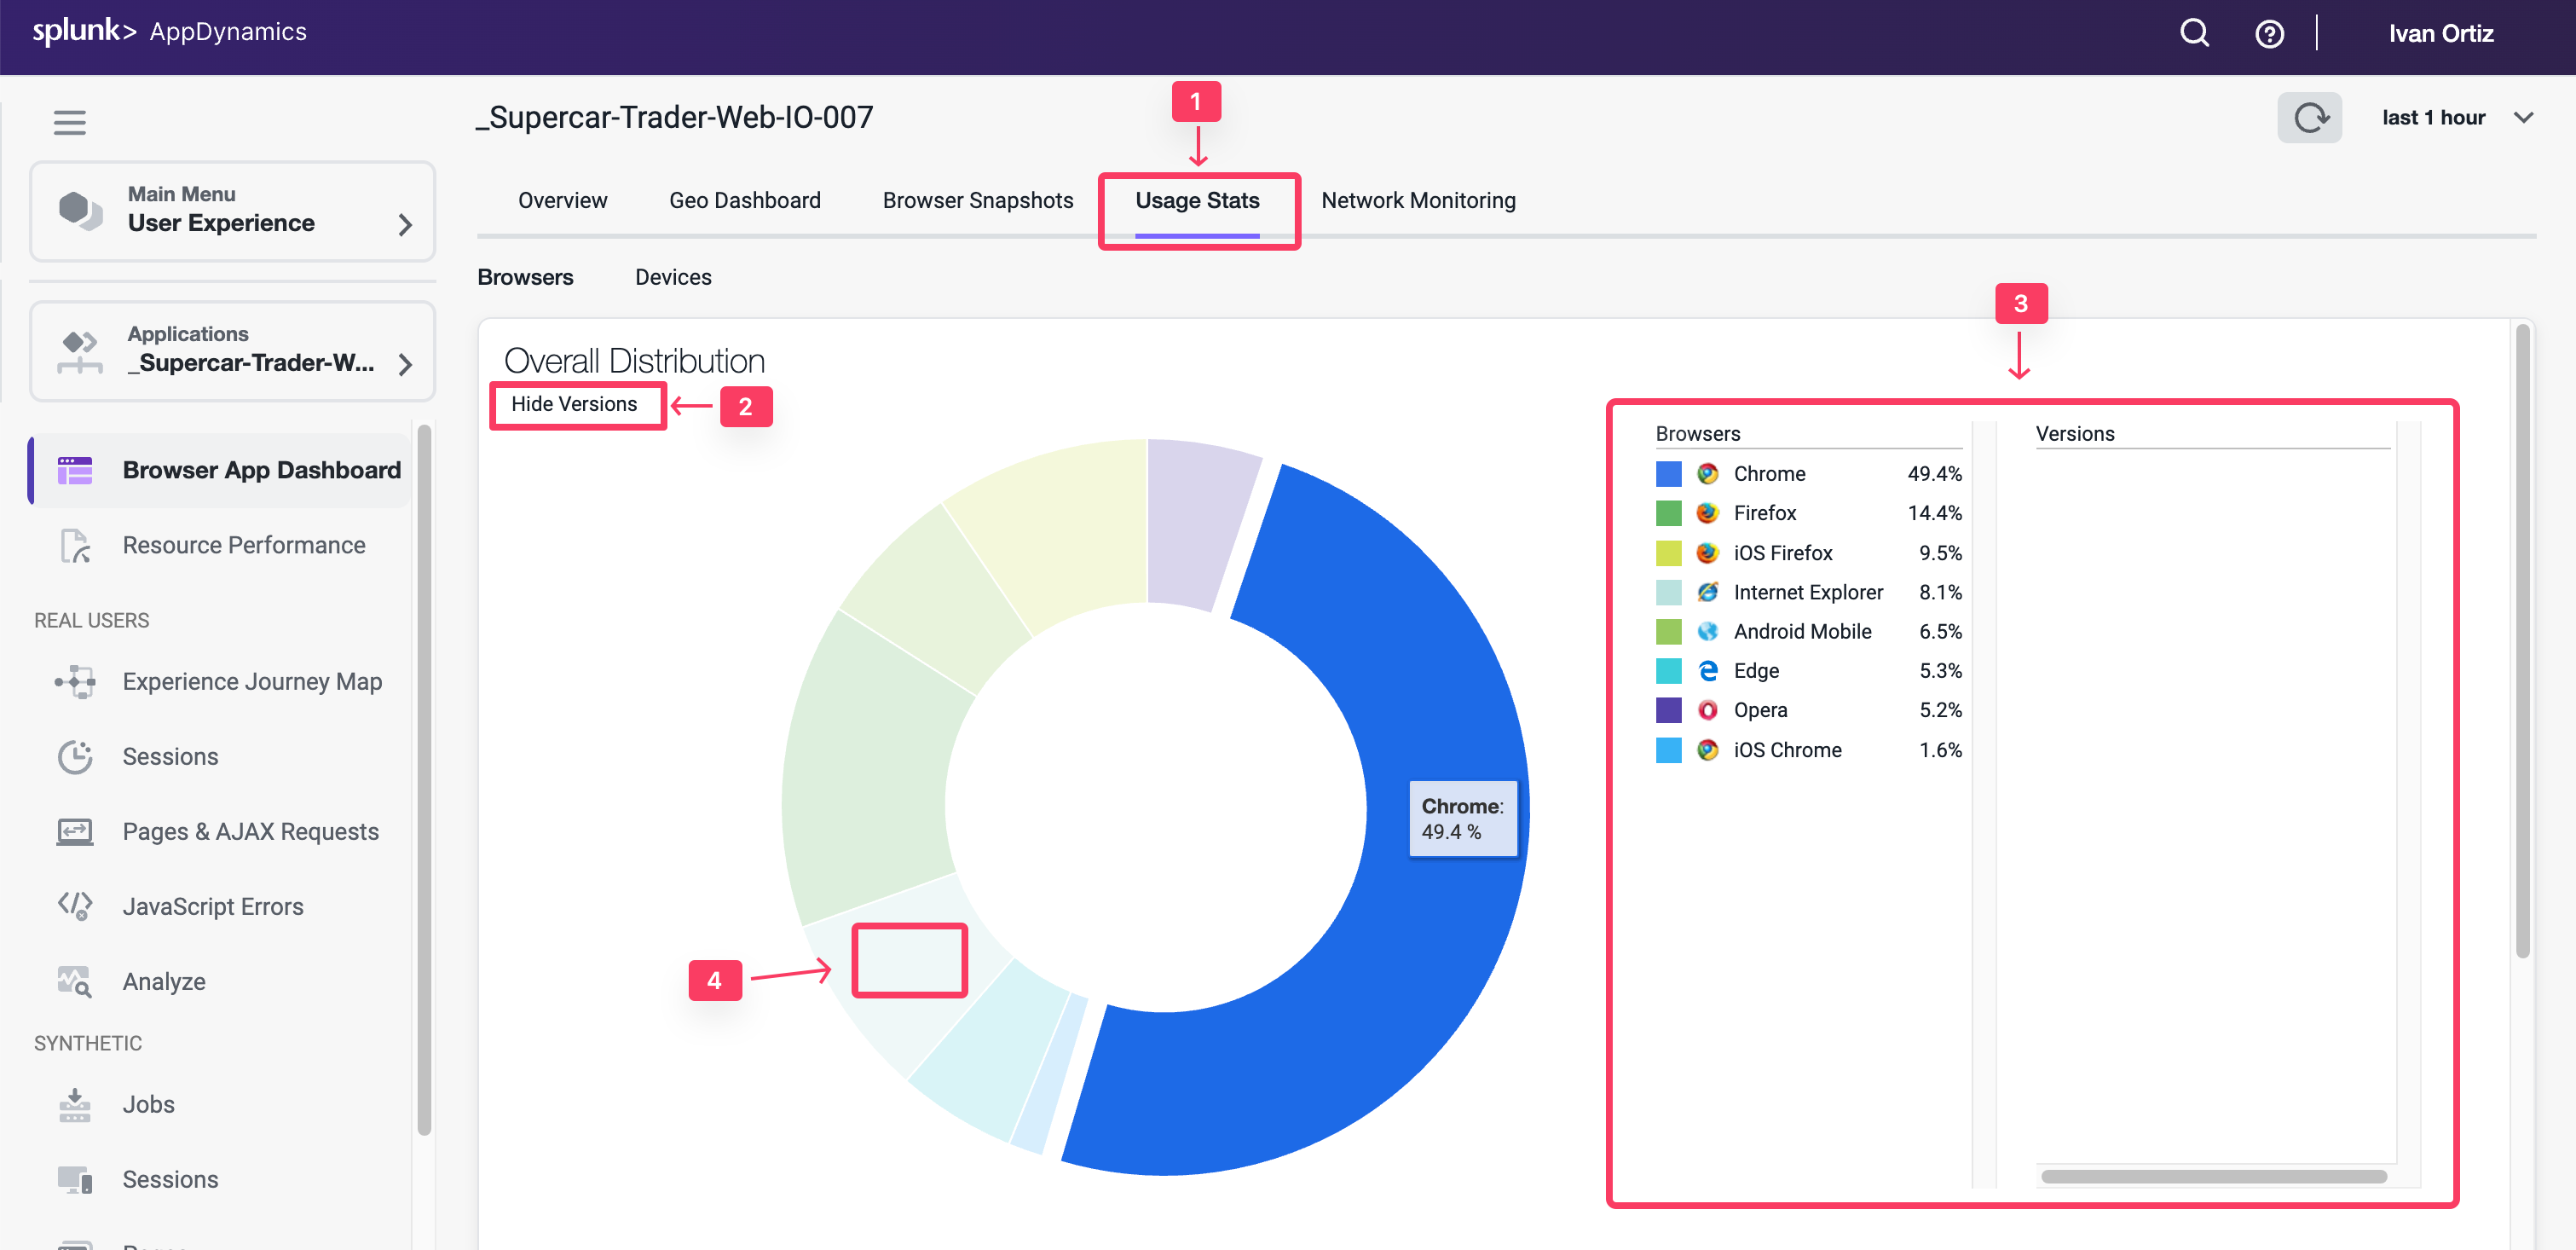 splunk> AppDynamics
Ivan Ortiz
_Supercar-Trader-Web-IO-007
1
last 1 hour
Main Menu
User Experience
Overview
Geo Dashboard
Browser Snapshots
Usage Stats
Network Monitoring
Browsers
Devices
Applications
_Supercar-Trader-W...
Browser App Dashboard
Resource Performance
REAL USERS
Experience Journey Map
Sessions
Pages & AJAX Requests
JavaScript Errors
Analyze
SYNTHETIC
Jobs
Sessions
Overall Distribution
Hide Versions
2
3
Browsers
Chrome 49.4%
Firefox 14.4%
iOS Firefox 9.5%
Internet Explorer 8.1%
Android Mobile 6.5%
Edge 5.3%
Opera 5.2%
iOS Chrome 1.6%
Versions
Chrome:
49.4 %
4